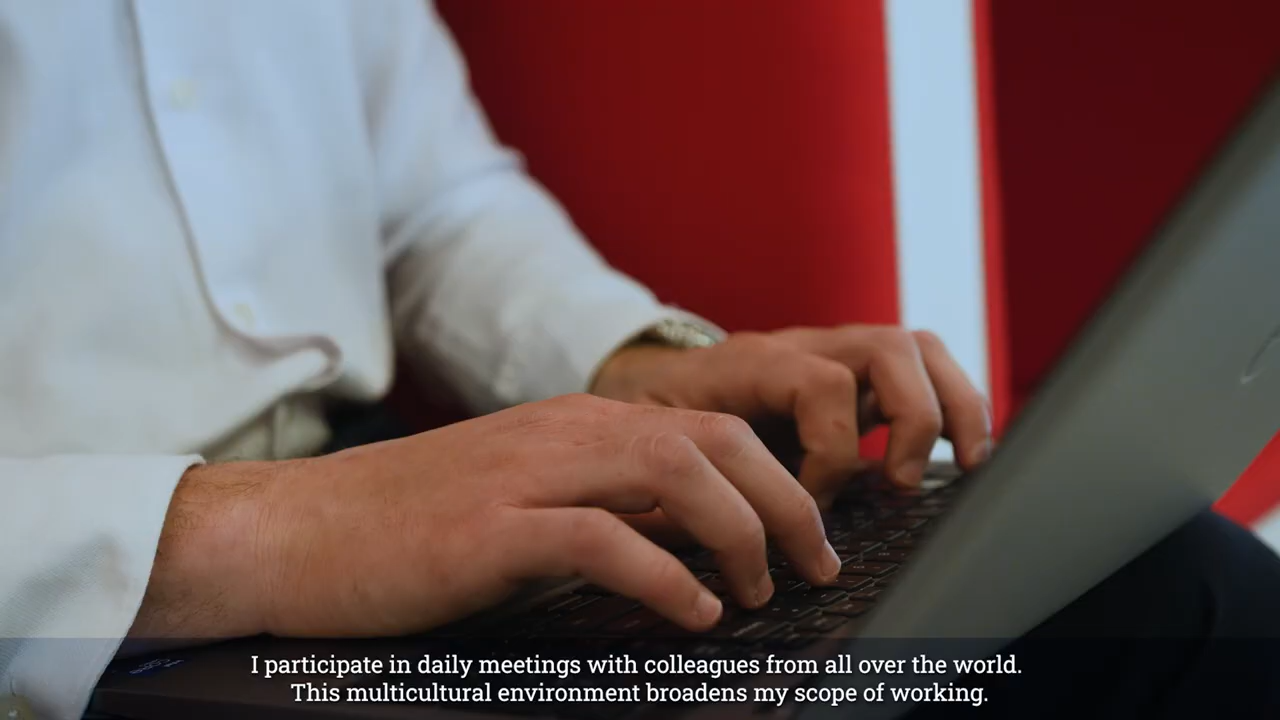 I participate in daily meetings with colleagues from all over the world.
This multicultural environment broadens my scope of working.